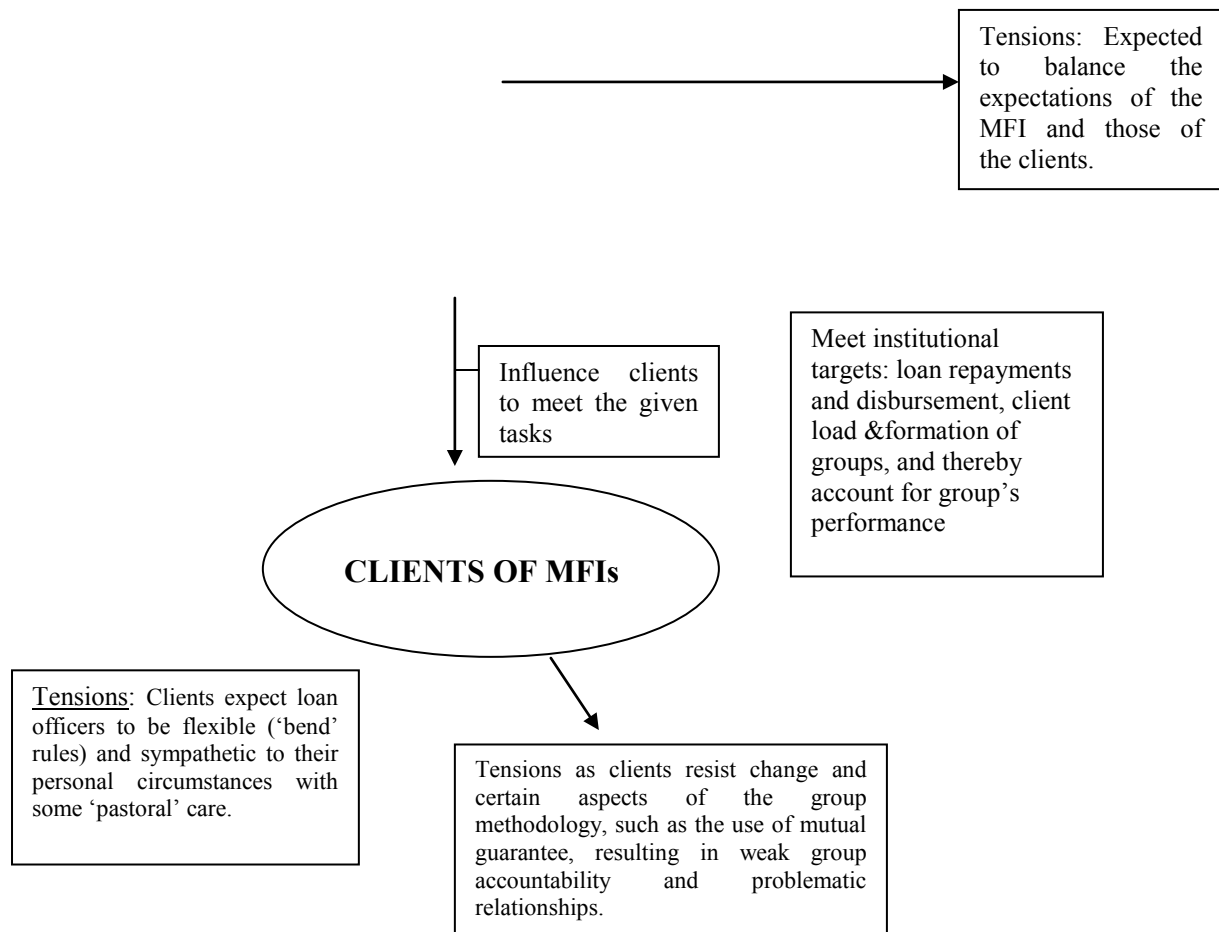 Tensions: Expected
to balance the
expectations of the
MFI and those of
the clients.
Influence clients
to meet the given
tasks
Meet institutional
targets: loan repayments
and disbursement, client
load &formation of
groups, and thereby
account for group’s
performance
CLIENTS OF MFIs
Tensions: Clients expect loan
officers to be flexible (‘bend’
rules) and sympathetic to their
personal circumstances with
some ‘pastoral’ care.
Tensions as clients resist change and
certain aspects of the group
methodology, such as the use of mutual
guarantee, resulting in weak group
accountability and problematic
relationships.